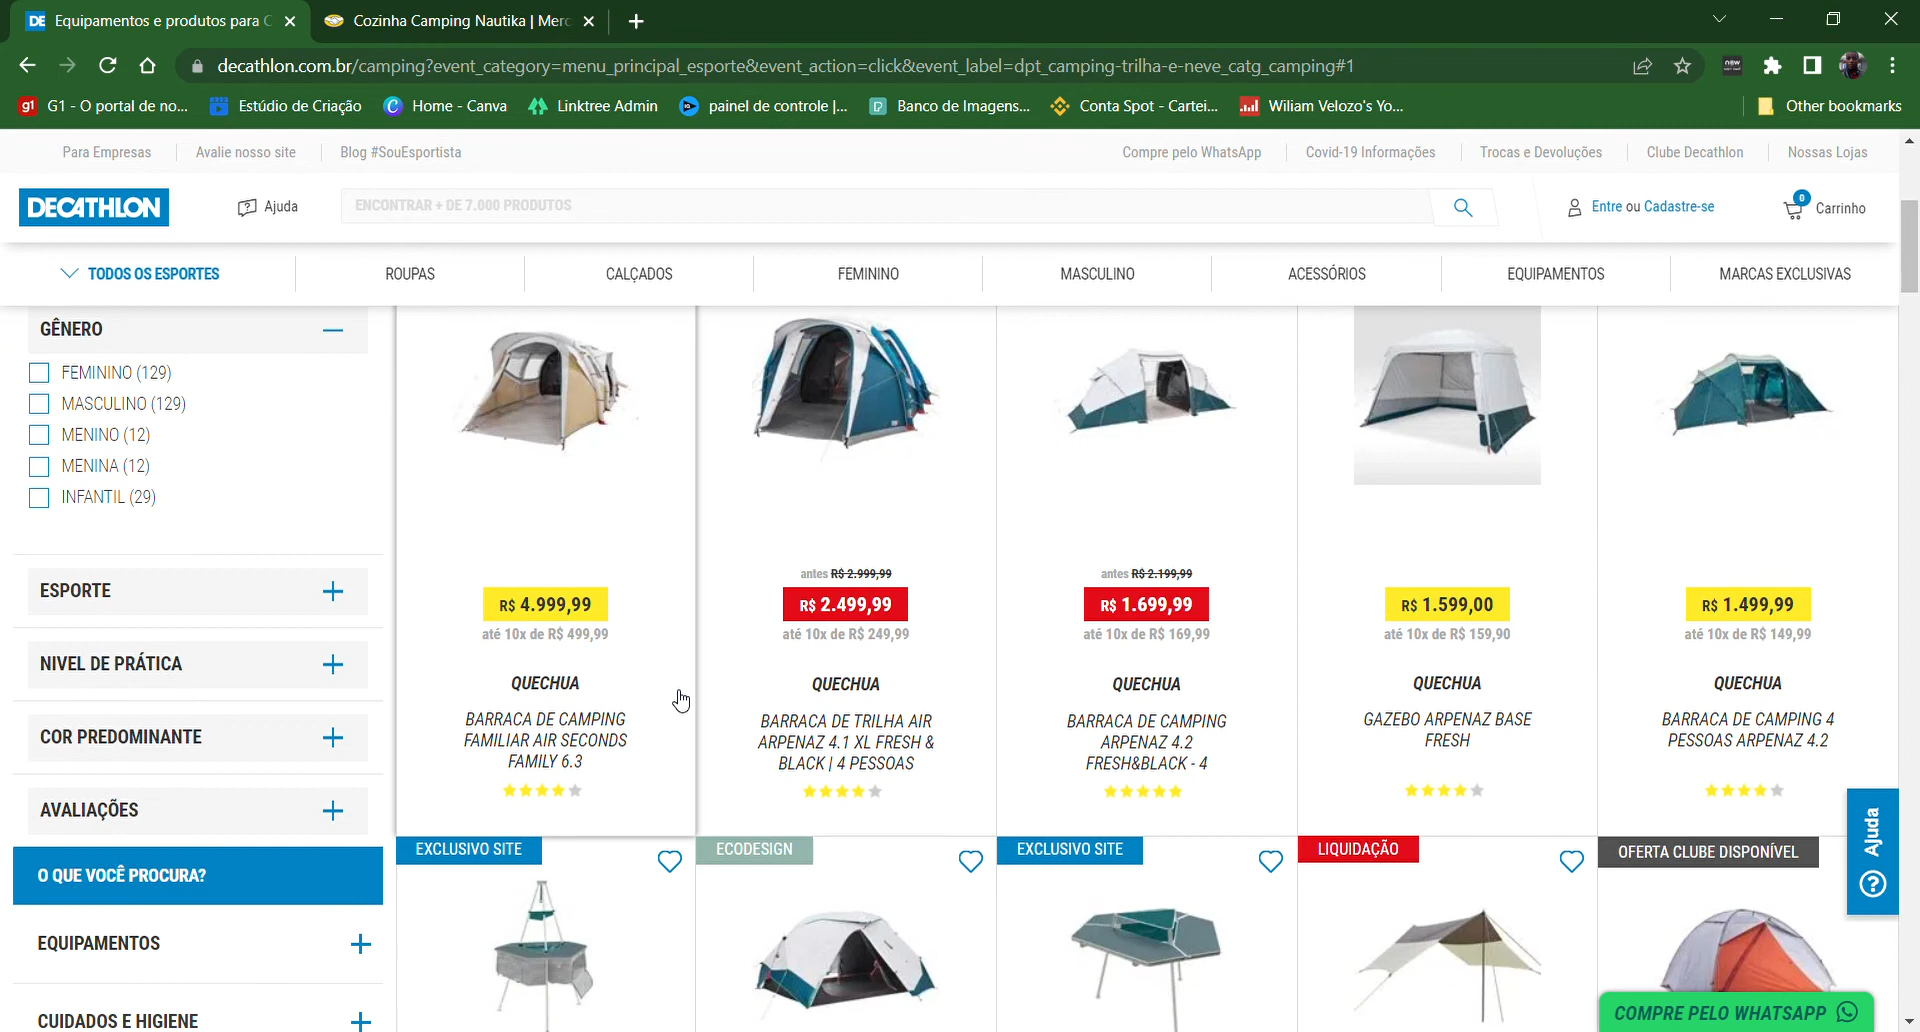 DE Equipamentos e produtos para C
Cozinha Camping Nautika | Merc
decathlon.com.br/camping?event_category=menu_principal_esporte&event_action=click&event_label=dpt_camping-trilha-e-neve_catg_camping#1
G1 - O portal de no...
Estúdio de Criação
Home - Canva
Linktree Admin
painel de controle |...
Banco de Imagens...
Conta Spot - Cartei...
Wiliam Velozo's Yo...
Other bookmarks
Para Empresas
Avalie nosso site
Blog #SouEsportista
Compre pelo WhatsApp
Covid-19 Informações
Trocas e Devoluções
Clube Decathlon
Nossas Lojas
DECATHLON
Ajuda
ENCONTRAR + DE 7.000 PRODUTOS
Entre ou Cadastre-se
0
Carrinho
TODOS OS ESPORTES
ROUPAS
CALÇADOS
FEMININO
MASCULINO
ACESSÓRIOS
EQUIPAMENTOS
MARCAS EXCLUSIVAS
GÊNERO
FEMININO (129)
MASCULINO (129)
MENINO (12)
MENINA (12)
INFANTIL (29)
ESPORTE
NIVEL DE PRÁTICA
COR PREDOMINANTE
AVALIAÇÕES
O QUE VOCÊ PROCURA?
EQUIPAMENTOS
CUIDADOS E HIGIENE
R$ 4.999,99
até 10x de R$ 499,99
QUECHUA
BARRACA DE CAMPING
FAMILIAR AIR SECONDS
FAMILY 6.3
antes R$ 2.999,99
R$ 2.499,99
até 10x de R$ 249,99
QUECHUA
BARRACA DE TRILHA AIR
ARPENAZ 4.1 XL FRESH &
BLACK | 4 PESSOAS
antes R$ 2.199,99
R$ 1.699,99
até 10x de R$ 169,99
QUECHUA
BARRACA DE CAMPING
ARPENAZ 4.2
FRESH&BLACK - 4
R$ 1.599,00
até 10x de R$ 159,90
QUECHUA
GAZEBO ARPENAZ BASE
FRESH
R$ 1.499,99
até 10x de R$ 149,99
QUECHUA
BARRACA DE CAMPING 4
PESSOAS ARPENAZ 4.2
EXCLUSIVO SITE
ECODESIGN
EXCLUSIVO SITE
LIQUIDAÇÃO
OFERTA CLUBE DISPONÍVEL
Ajuda
COMPRE PELO WHATSAPP